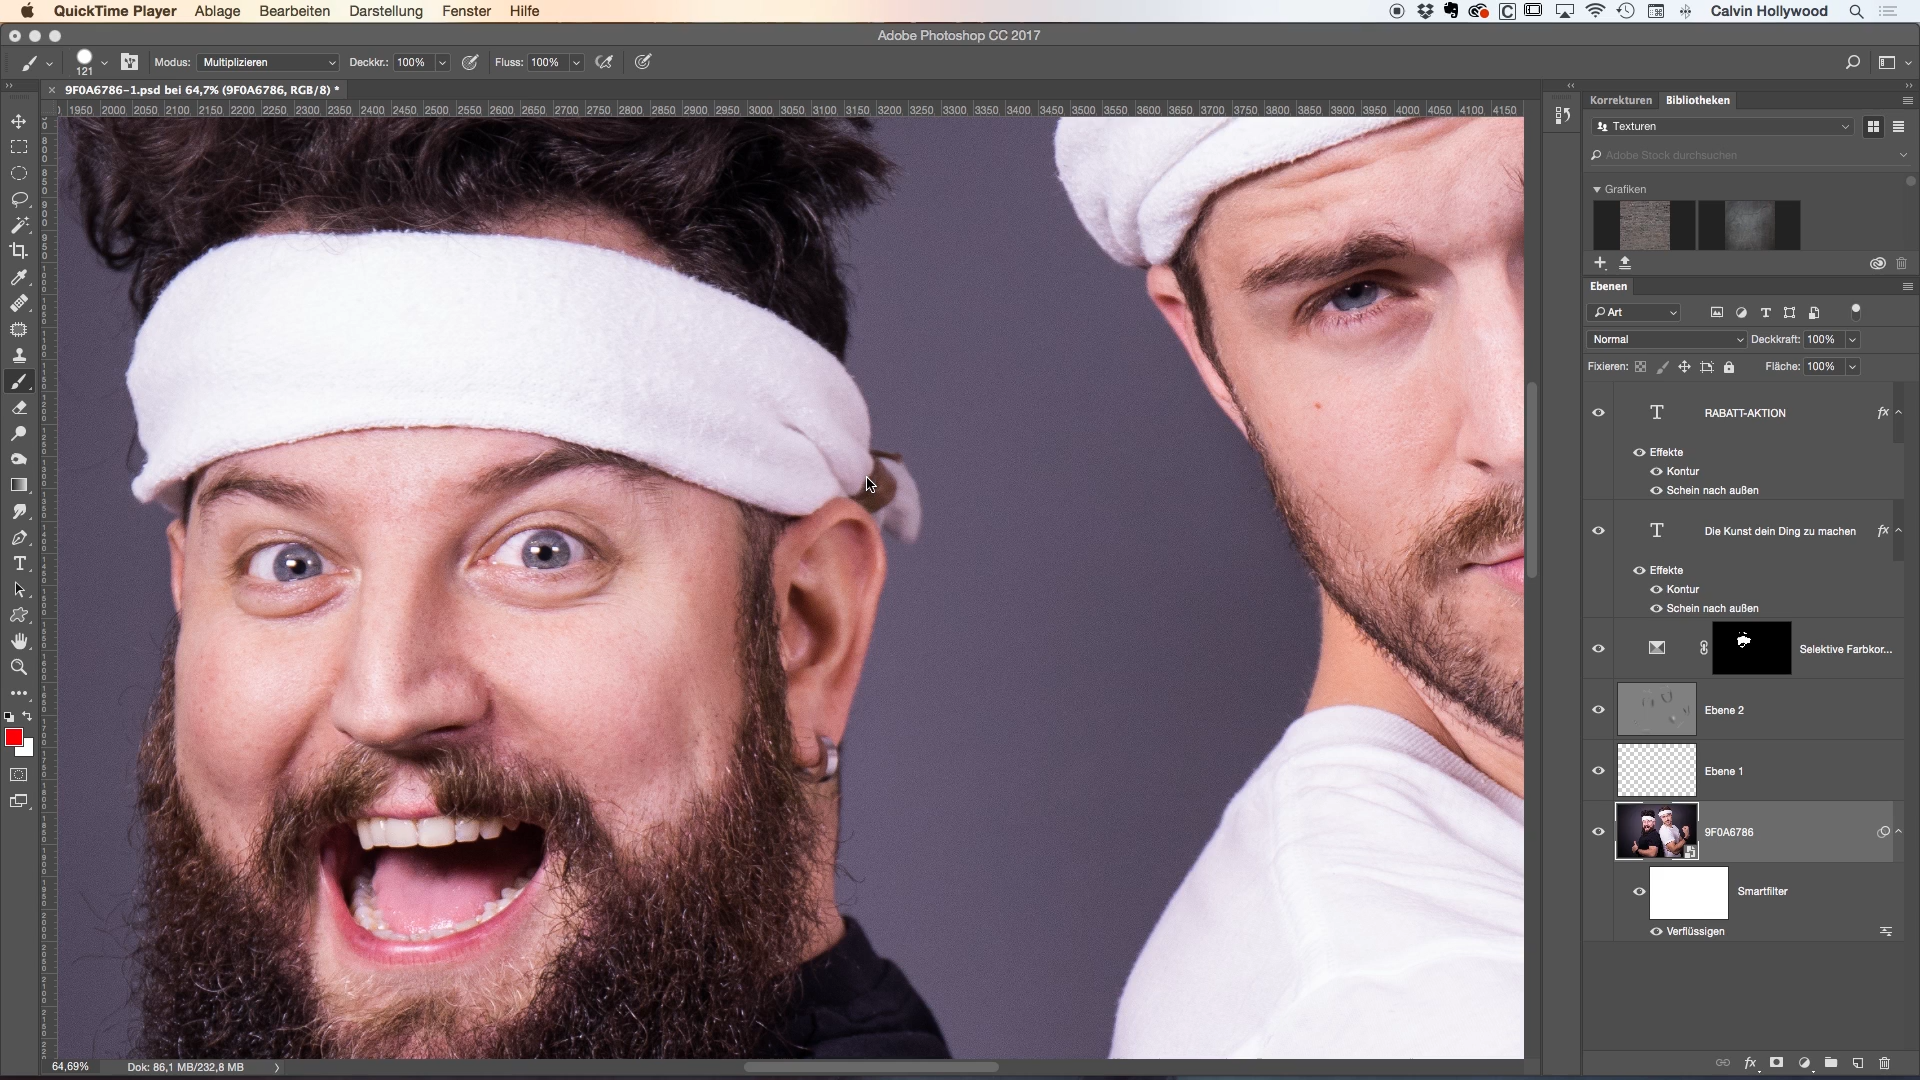 QuickTime Player Ablage Bearbeiten Darstellung Fenster Hilfe Calvin Hollywood
Adobe Photoshop CC 2017
121 Modus: Multiplizieren Deckkr.: 100% Fluss: 100%
9F0A6786-1.psd bei 64,7% (9F0A6786, RGB/8) *
1950 2000 2050 2100 2150 2200 2250 2300 2350 2400 2450 2500 2550 2600 2650 2700 2750 2800 2850 2900 2950 3000 3050 3100 3150 3200 3250 3300 3350 3400 3450 3500 3550 3600 3650 3700 3750 3800 3850 3900 3950 4000 4050 4100 4150
Korrekturen Bibliotheken
Texturen
Adobe Stock durchsuchen
Grafiken
Ebenen
Art
Normal Deckkraft: 100%
Fixieren: Fläche: 100%
RABATT-AKTION fx
Effekte
Kontur
Schein nach außen
Die Kunst dein Ding zu machen fx
Effekte
Kontur
Schein nach außen
Selektive Farbkor...
Ebene 2
Ebene 1
9F0A6786
Smartfilter
Verflüssigen
64,69% Dok: 86,1 MB/232,8 MB
fx